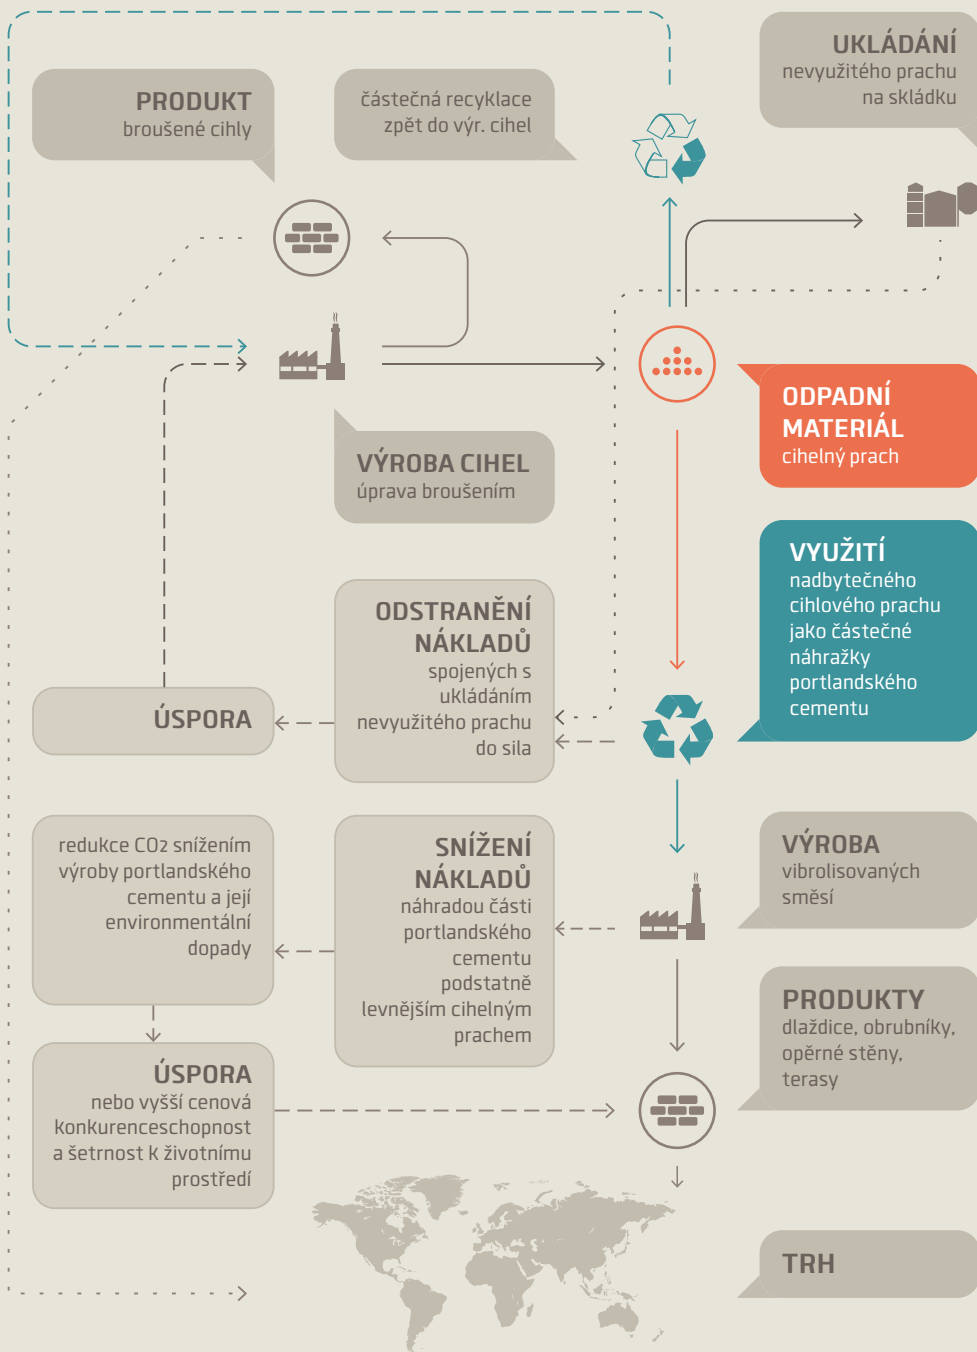 UKLÁDÁNÍ
nevyužitého prachu
na skládku
PRODUKT
broušené cihly
částečná recyklace
zpět do výr. cihel
ODPADNÍ
MATERIÁL
cihelný prach
VÝROBA CIHEL
úprava broušením
VYUŽITÍ
nadbytečného
cihlového prachu
jako částečné
náhražky
portlandského
cementu
ODSTRANĚNÍ
NÁKLADŮ
spojených s
ukládáním
nevyužitého prachu
do sila
ÚSPORA
VÝROBA
vibrolisovaných
směsí
SNÍŽENÍ
NÁKLADŮ
náhradou části
portlandského
cementu
podstatně
levnějším cihelným
prachem
redukce CO2 snížením
výroby portlandského
cementu a její
environmentální
dopady
PRODUKTY
dlaždice, obrubníky,
opěrné stěny,
terasy
ÚSPORA
nebo vyšší cenová
konkurenceschopnost
a šetrnost k životnímu
prostředí
TRH